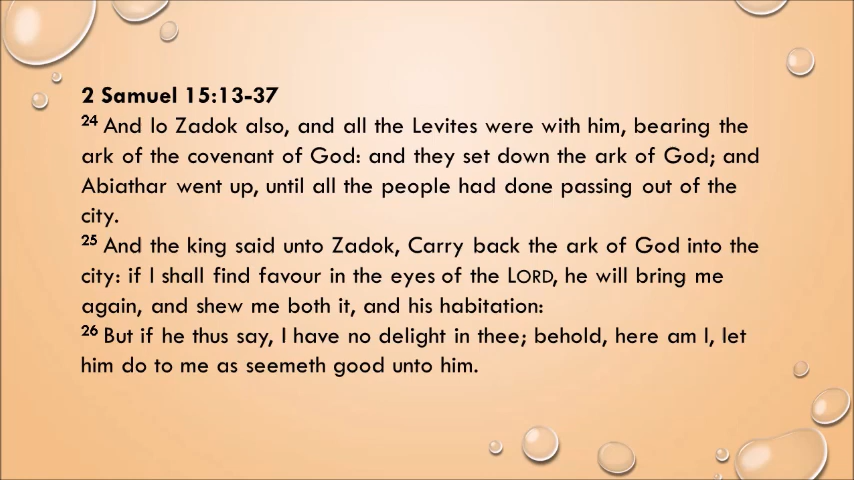 2 Samuel 15:13-37
24 And lo Zadok also, and all the Levites were with him, bearing the
ark of the covenant of God: and they set down the ark of God; and
Abiathar went up, until all the people had done passing out of the
city.
25 And the king said unto Zadok, Carry back the ark of God into the
city: if I shall find favour in the eyes of the LORD, he will bring me
again, and shew me both it, and his habitation:
26 But if he thus say, I have no delight in thee; behold, here am I, let
him do to me as seemeth good unto him.